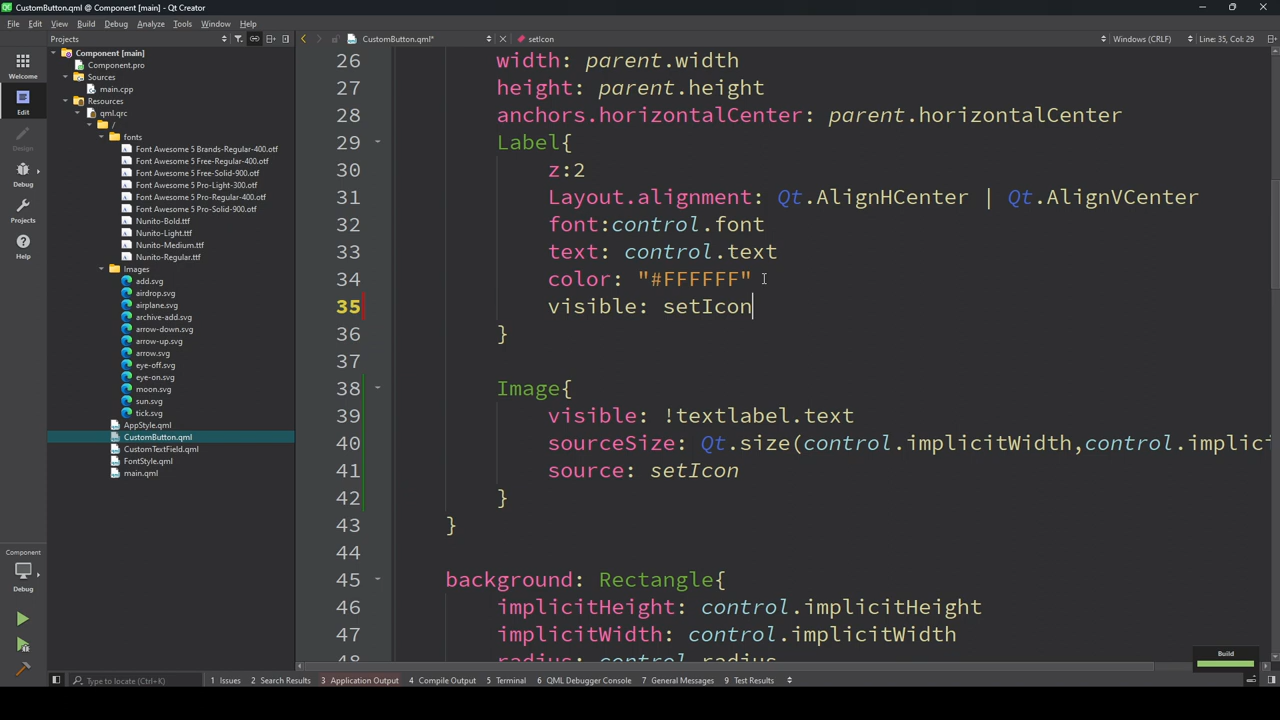 CustomButton.qml @ Component [main] - Qt Creator
File Edit View Build Debug Analyze Tools Window Help
Projects
CustomButton.qml*
setIcon
Windows (CRLF)
Line: 35, Col: 29
Welcome
Edit
Design
Debug
Projects
Help
Component
Debug
Component [main]
Component.pro
Sources
main.cpp
Resources
qml.qrc
/
fonts
Font Awesome 5 Brands-Regular-400.otf
Font Awesome 5 Free-Regular-400.otf
Font Awesome 5 Free-Solid-900.otf
Font Awesome 5 Pro-Light-300.otf
Font Awesome 5 Pro-Regular-400.otf
Font Awesome 5 Pro-Solid-900.otf
Nunito-Bold.ttf
Nunito-Light.ttf
Nunito-Medium.ttf
Nunito-Regular.ttf
Images
add.svg
airdrop.svg
airplane.svg
archive-add.svg
arrow-down.svg
arrow-up.svg
arrow.svg
eye-off.svg
eye-on.svg
moon.svg
sun.svg
tick.svg
AppStyle.qml
CustomButton.qml
CustomTextField.qml
FontStyle.qml
main.qml
26 width: parent.width
27 height: parent.height
28 anchors.horizontalCenter: parent.horizontalCenter
29 Label{
30 z:2
31 Layout.alignment: Qt.AlignHCenter | Qt.AlignVCenter
32 font:control.font
33 text: control.text
34 color: "#FFFFFF"
35 visible: setIcon
36 }
37
38 Image{
39 visible: !textlabel.text
40 sourceSize: Qt.size(control.implicitWidth,control.implici
41 source: setIcon
42 }
43 }
44
45 background: Rectangle{
46 implicitHeight: control.implicitHeight
47 implicitWidth: control.implicitWidth
48 radius: control.radius
Build
Type to locate (Ctrl+K)
1 Issues 2 Search Results 3 Application Output 4 Compile Output 5 Terminal 6 QML Debugger Console 7 General Messages 9 Test Results